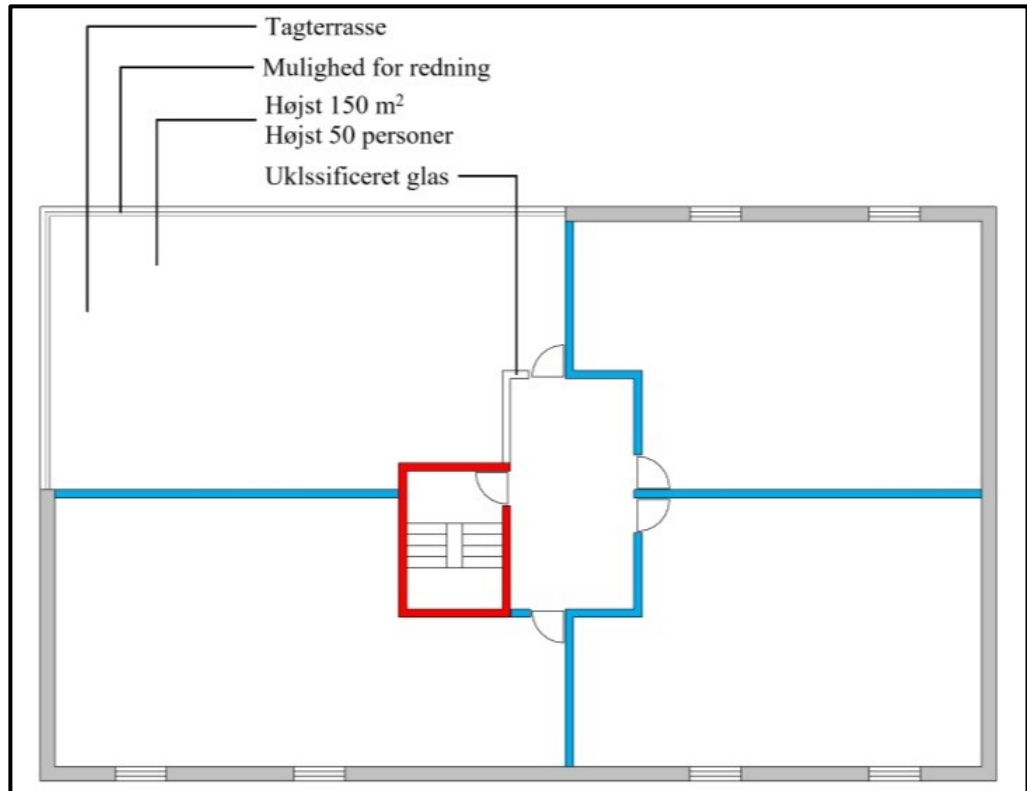 Tagterrasse
Mulighed for redning
Højst 150 m²
Højst 50 personer
Uklssificeret glas